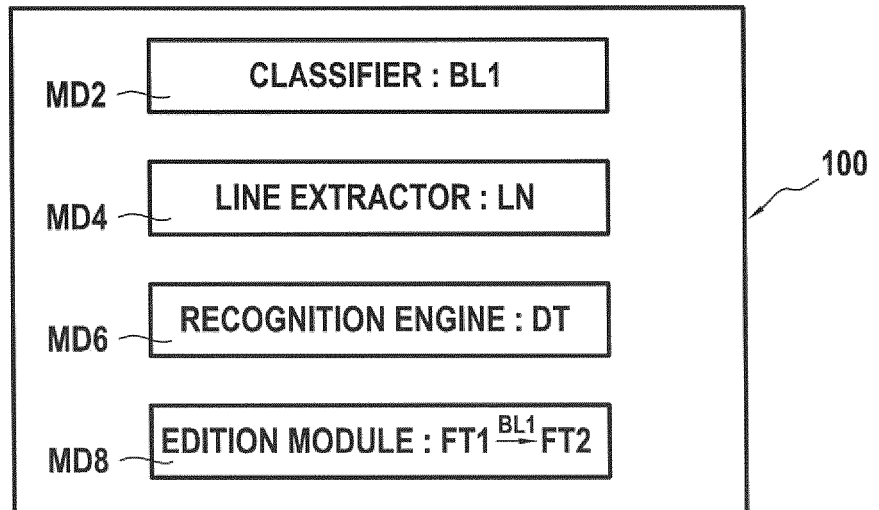 CLASSIFIER : BL1
MD2
100
LINE EXTRACTOR : LN
MD4
RECOGNITION ENGINE : DT
MD6
BL1
EDITION MODULE : FT1 → FT2
MD8